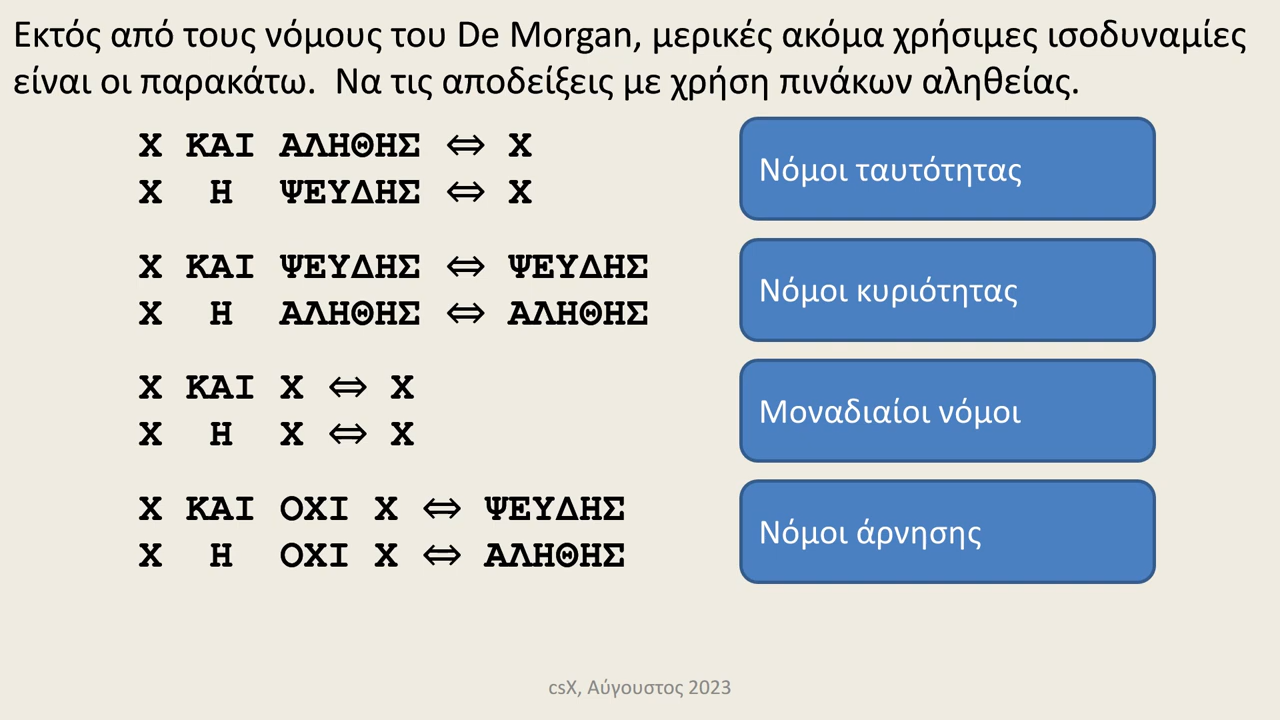 Εκτός από τους νόμους του De Morgan, μερικές ακόμα χρήσιμες ισοδυναμίες
είναι οι παρακάτω.  Να τις αποδείξεις με χρήση πινάκων αληθείας.
Χ ΚΑΙ ΑΛΗΘΗΣ ⇔ Χ
Χ  Η  ΨΕΥΔΗΣ ⇔ Χ
Νόμοι ταυτότητας
Χ ΚΑΙ ΨΕΥΔΗΣ ⇔ ΨΕΥΔΗΣ
Χ  Η  ΑΛΗΘΗΣ ⇔ ΑΛΗΘΗΣ
Νόμοι κυριότητας
Χ ΚΑΙ Χ ⇔ Χ
Χ  Η  Χ ⇔ Χ
Μοναδιαίοι νόμοι
Χ ΚΑΙ ΟΧΙ Χ ⇔ ΨΕΥΔΗΣ
Χ  Η  ΟΧΙ Χ ⇔ ΑΛΗΘΗΣ
Νόμοι άρνησης
csX, Αύγουστος 2023